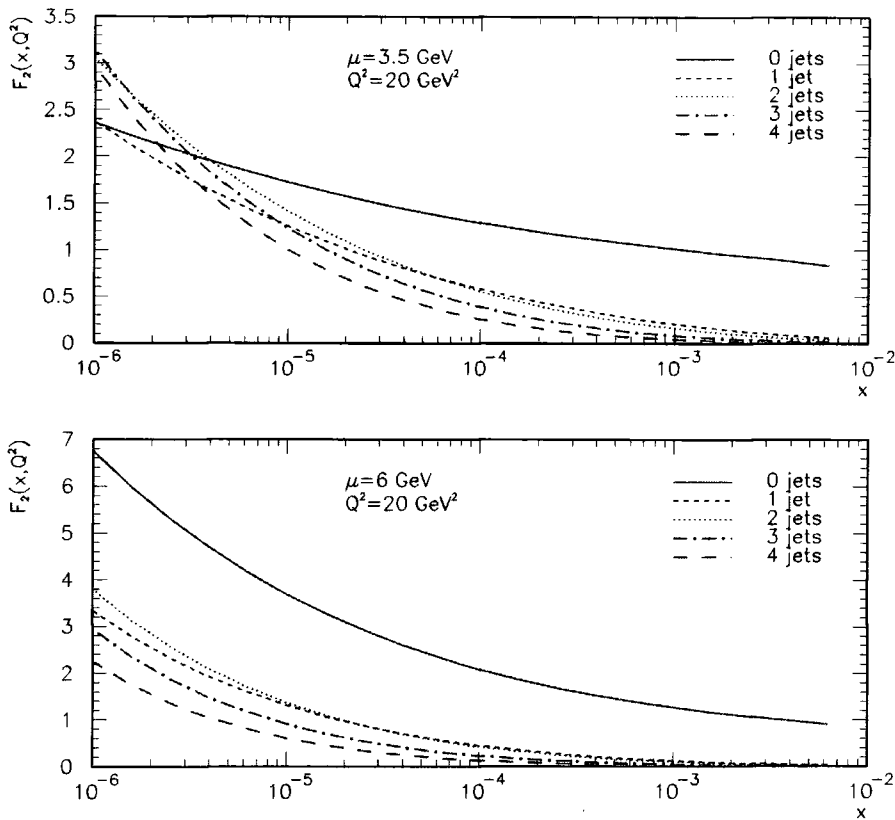 F₂(x,Q²)
3.5
3
2.5
2
1.5
1
0.5
0
μ=3.5 GeV
Q²=20 GeV²
0 jets
1 jet
2 jets
3 jets
4 jets
10⁻⁶
10⁻⁵
10⁻⁴
10⁻³
10⁻²
x
F₂(x,Q²)
7
6
5
4
3
2
1
0
μ=6 GeV
Q²=20 GeV²
0 jets
1 jet
2 jets
3 jets
4 jets
10⁻⁶
10⁻⁵
10⁻⁴
10⁻³
10⁻²
x